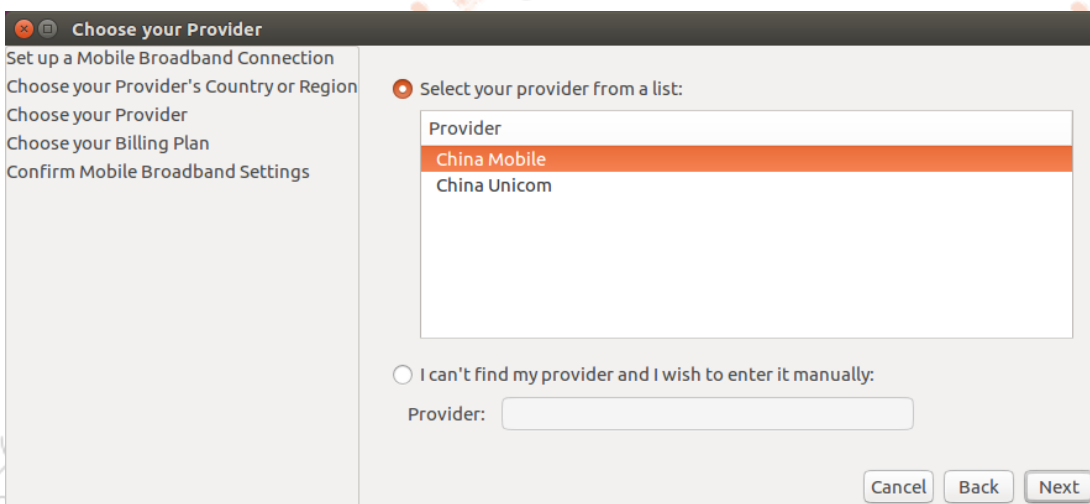 Choose your Provider
Set up a Mobile Broadband Connection
Choose your Provider's Country or Region
Choose your Provider
Choose your Billing Plan
Confirm Mobile Broadband Settings
Select your provider from a list:
Provider
China Mobile
China Unicom
I can't find my provider and I wish to enter it manually:
Provider:
Cancel Back Next